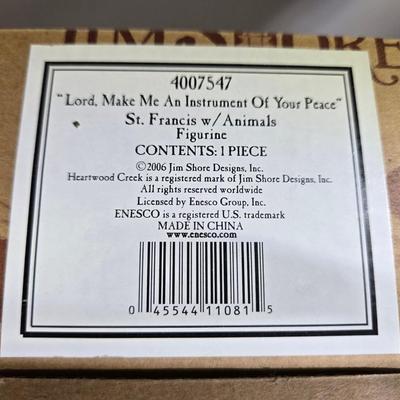 JIM SHORE
4007547
"Lord, Make Me An Instrument Of Your Peace"
St. Francis w/Animals
Figurine
CONTENTS: 1 PIECE
©2006 Jim Shore Designs, Inc.
Heartwood Creek is a registered mark of Jim Shore Designs, Inc.
All rights reserved worldwide
Licensed by Enesco Group, Inc.
ENESCO is a registered U.S. trademark
MADE IN CHINA
www.enesco.com
0 45544 11081 5